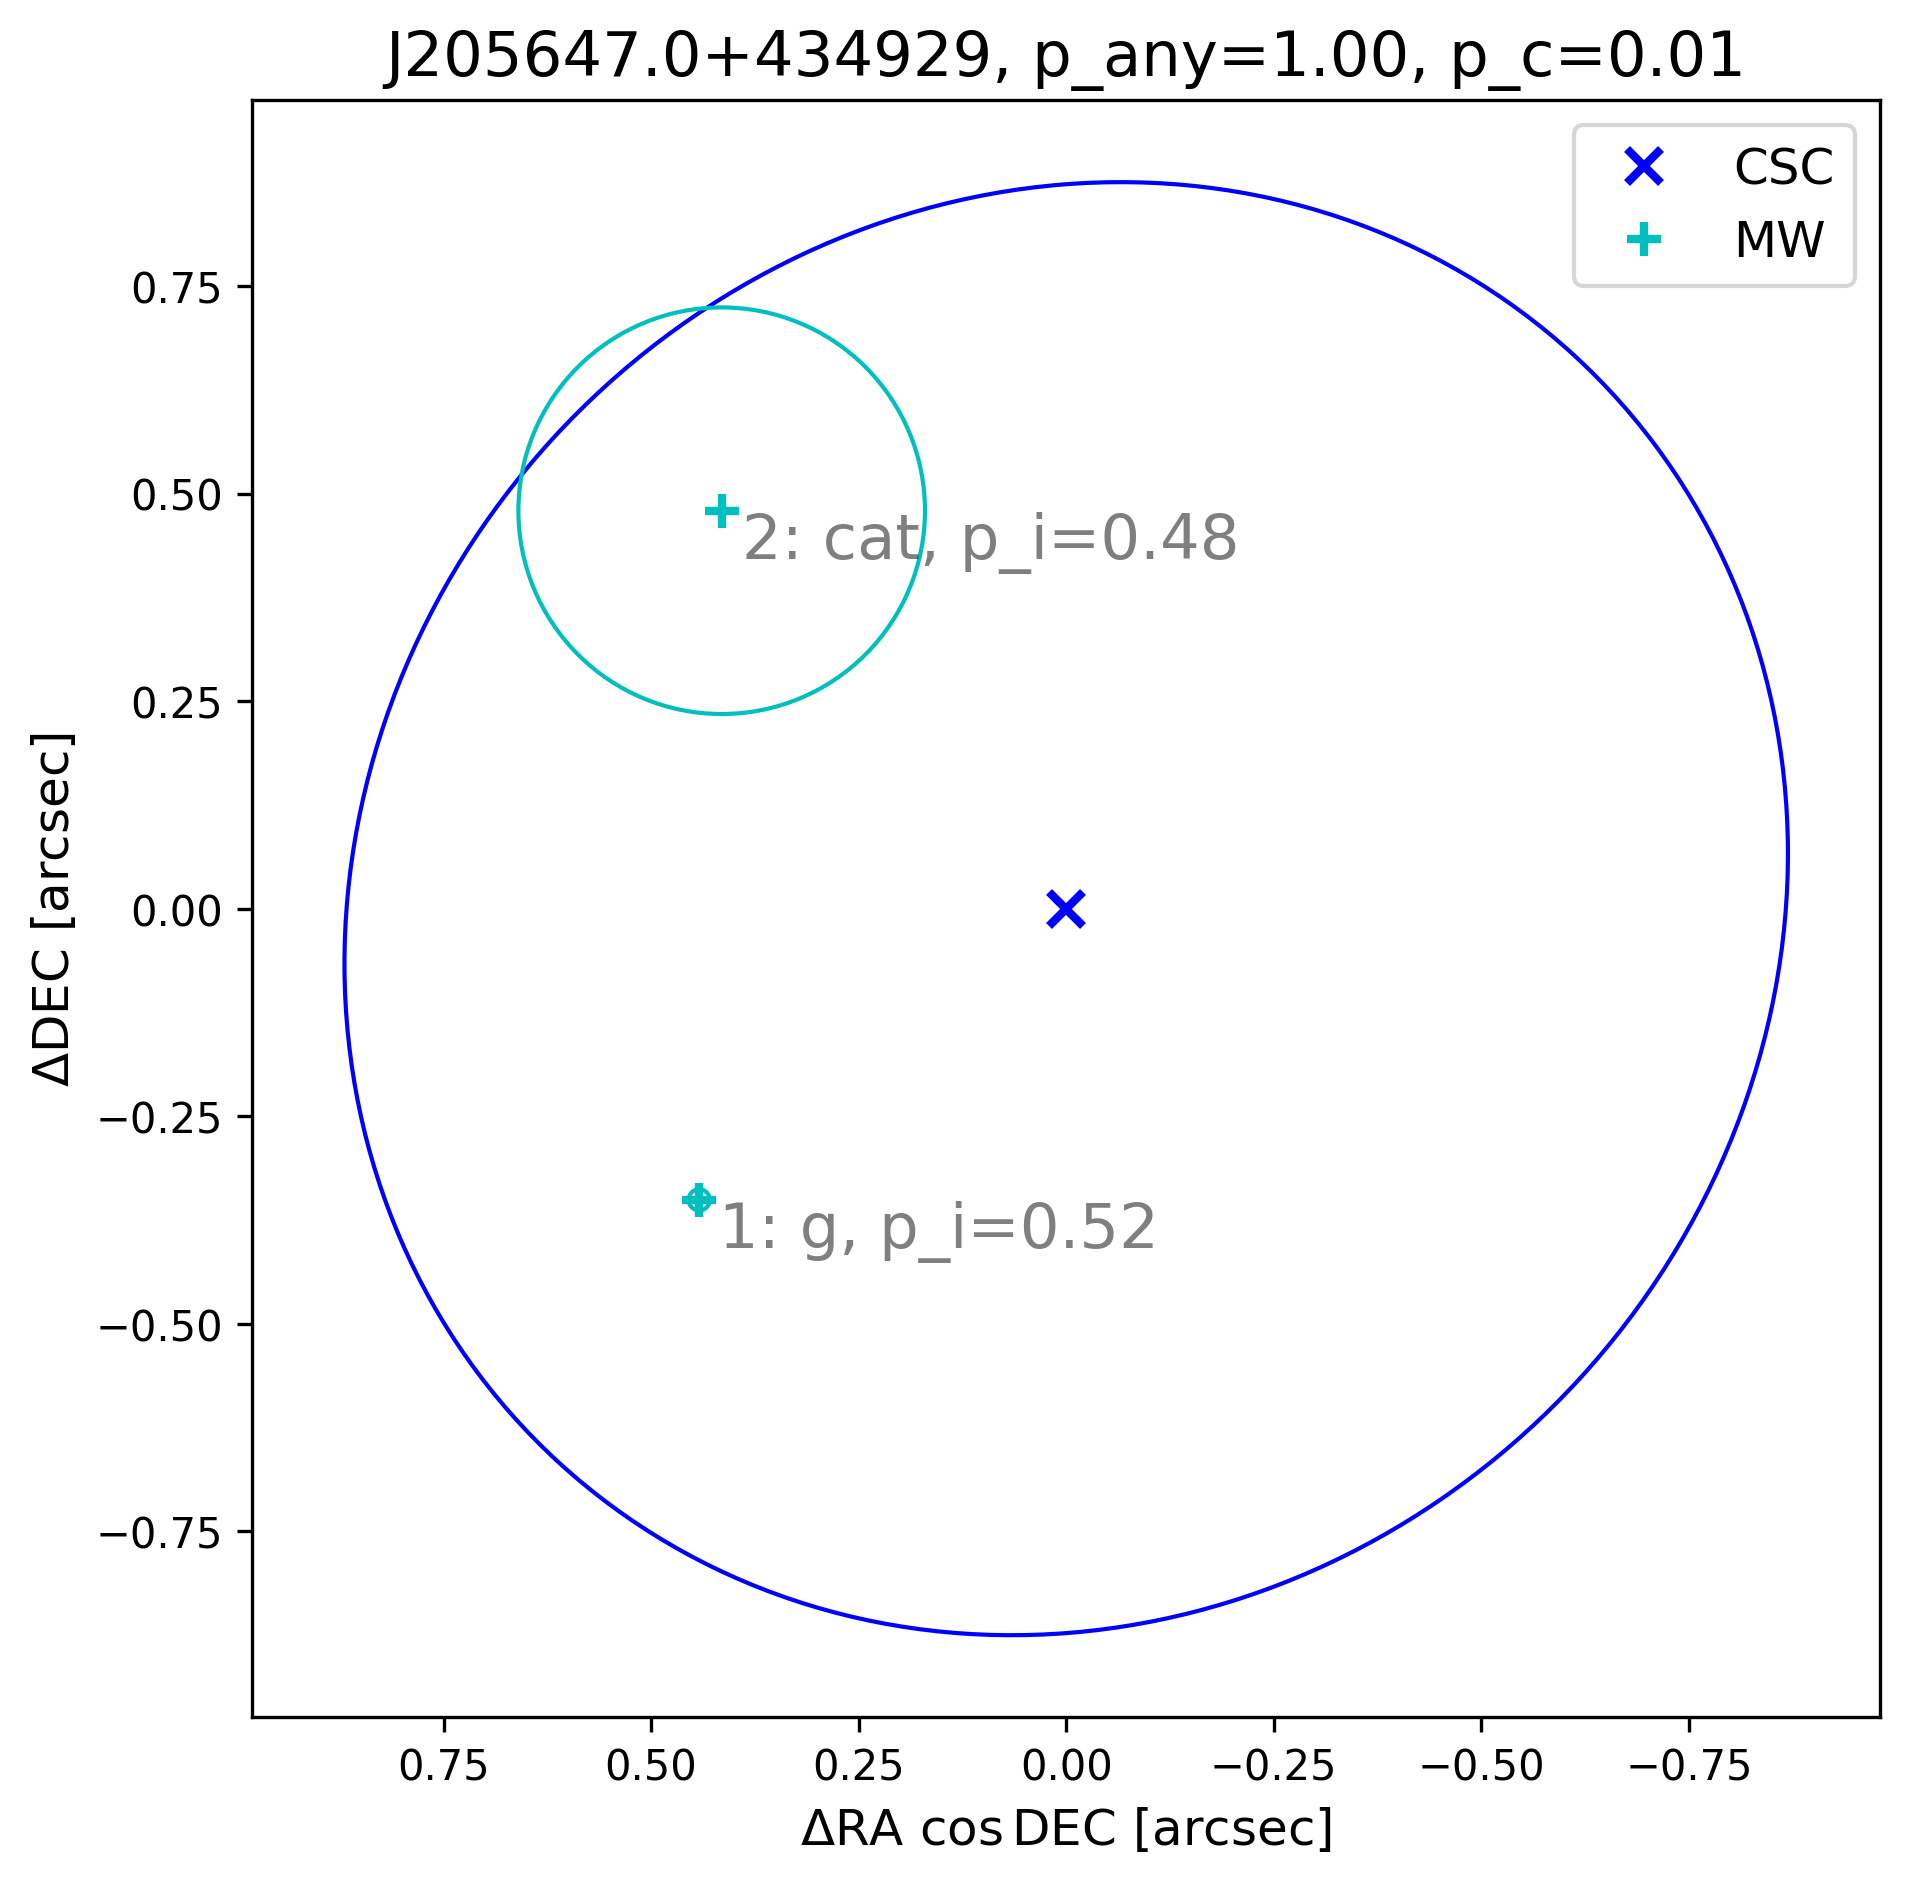 J205647.0+434929, p_any=1.00, p_c=0.01
CSC
MW
0.75
0.50
0.25
0.00
−0.25
−0.50
−0.75
ΔDEC [arcsec]
2: cat, p_i=0.48
1: g, p_i=0.52
0.75
0.50
0.25
0.00
−0.25
−0.50
−0.75
ΔRA cos DEC [arcsec]